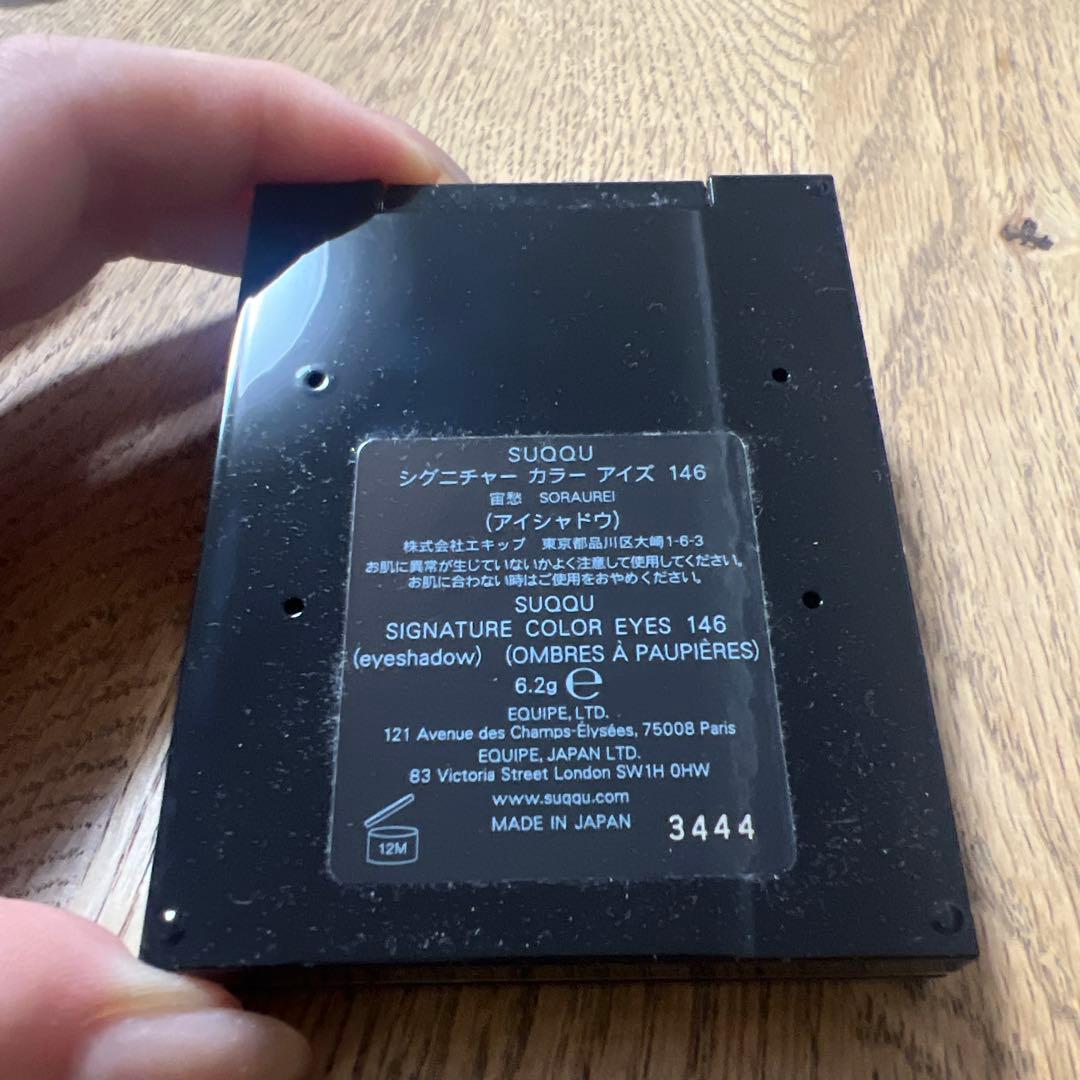 SUQQU
シグニチャー カラー アイズ 146
宙愁 SORAUREI
(アイシャドウ)
株式会社エキップ 東京都品川区大崎1-6-3
お肌に異常が生じていないかよく注意して使用してください。
お肌に合わない時はご使用をおやめください。
SUQQU
SIGNATURE COLOR EYES 146
(eyeshadow) (OMBRES À PAUPIÈRES)
6.2g ℮
EQUIPE, LTD.
121 Avenue des Champs-Élysées, 75008 Paris
EQUIPE, JAPAN LTD.
83 Victoria Street London SW1H 0HW
www.suqqu.com
MADE IN JAPAN
3444
12M